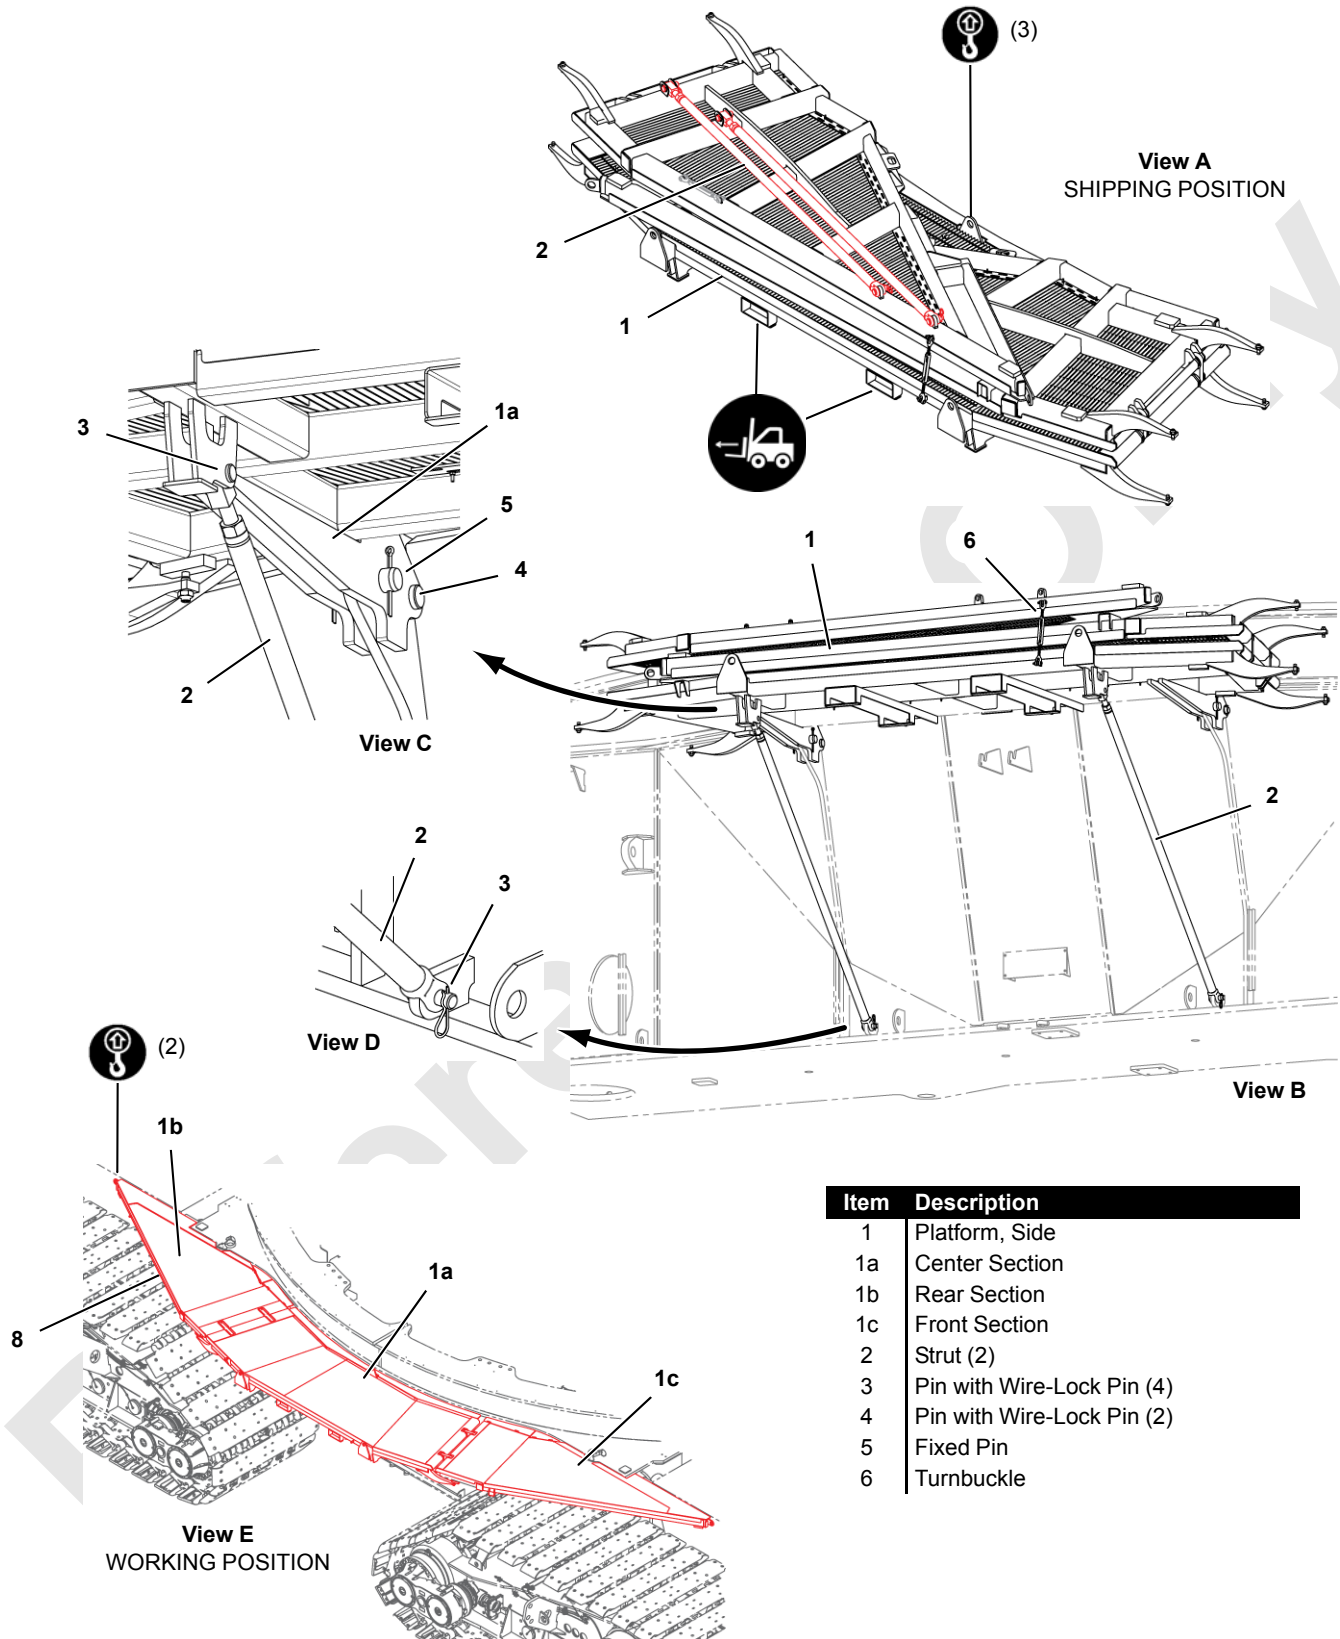 (3)
View A
SHIPPING POSITION
2
1
3
1a
5
4
2
View C
1
6
2
2
3
View D
View B
(2)
1b
1a
8
1c
View E
WORKING POSITION
Item Description
1 Platform, Side
1a Center Section
1b Rear Section
1c Front Section
2 Strut (2)
3 Pin with Wire-Lock Pin (4)
4 Pin with Wire-Lock Pin (2)
5 Fixed Pin
6 Turnbuckle